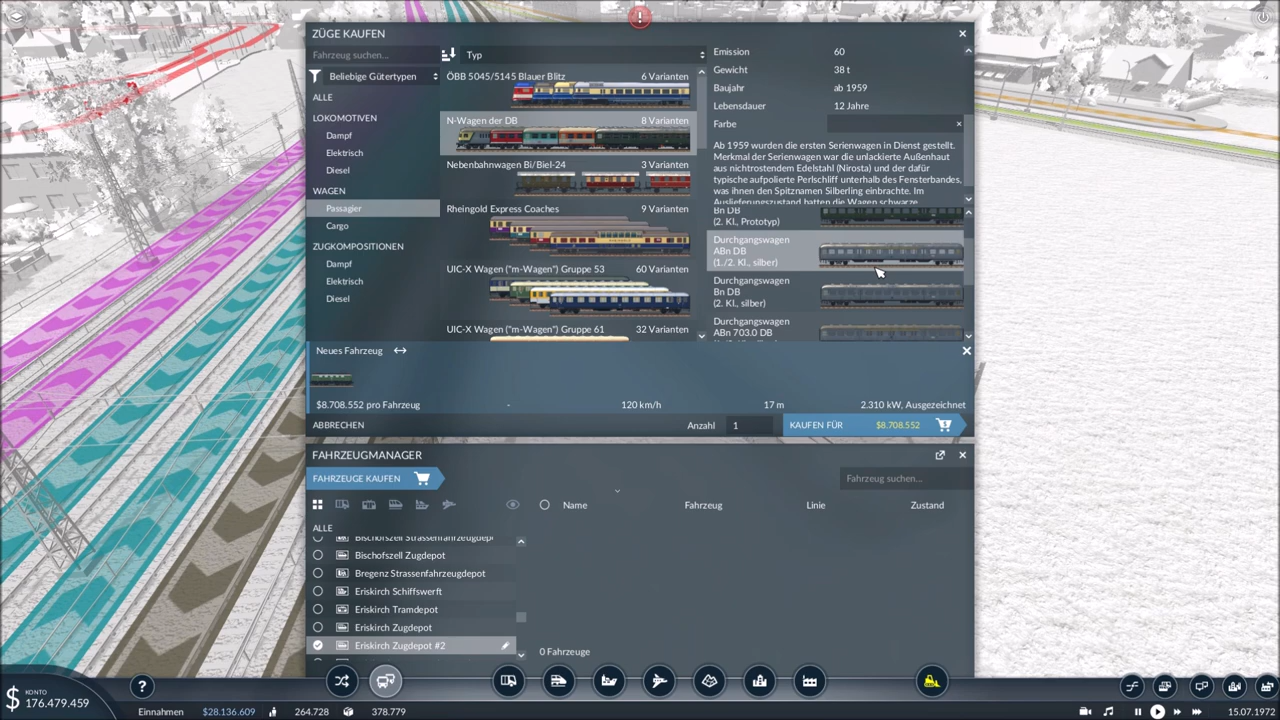 ZÜGE KAUFEN
Fahrzeug suchen...
Typ
Beliebige Gütertypen
ALLE
LOKOMOTIVEN
Dampf
Elektrisch
Diesel
WAGEN
Passagier
Cargo
ZUGKOMPOSITIONEN
Dampf
Elektrisch
Diesel
ÖBB 5045/5145 Blauer Blitz 6 Varianten
N-Wagen der DB 8 Varianten
Nebenbahnwagen Bi/Biel-24 3 Varianten
Rheingold Express Coaches 9 Varianten
UIC-X Wagen ("m-Wagen") Gruppe 53 60 Varianten
UIC-X Wagen ("m-Wagen") Gruppe 61 32 Varianten
Emission 60
Gewicht 38 t
Baujahr ab 1959
Lebensdauer 12 Jahre
Farbe
Ab 1959 wurden die ersten Serienwagen in Dienst gestellt.
Merkmal der Serienwagen war die unlackierte Außenhaut
aus nichtrostendem Edelstahl (Nirosta) und der dafür
typische aufpolierte Perlschliff unterhalb des Fensterbandes,
was ihnen den Spitznamen Silberling einbrachte. Im
Auslieferungszustand hatten die Wagen schwarze
Bn DB
(2. Kl., Prototyp)
Durchgangswagen
ABn DB
(1./2. Kl., silber)
Durchgangswagen
Bn DB
(2. Kl., silber)
Durchgangswagen
ABn 703.0 DB
Neues Fahrzeug
$8.708.552 pro Fahrzeug - 120 km/h 17 m 2.310 kW, Ausgezeichnet
ABBRECHEN Anzahl 1 KAUFEN FÜR $8.708.552
FAHRZEUGMANAGER
FAHRZEUGE KAUFEN
Fahrzeug suchen...
Name Fahrzeug Linie Zustand
ALLE
Bischofszell Strassenfahrzeugdep
Bischofszell Zugdepot
Bregenz Strassenfahrzeugdepot
Eriskirch Schiffswerft
Eriskirch Tramdepot
Eriskirch Zugdepot
Eriskirch Zugdepot #2
0 Fahrzeuge
$ KONTO
176.479.459
?
Einnahmen $28.136.609 264.728 378.779
15.07.1972